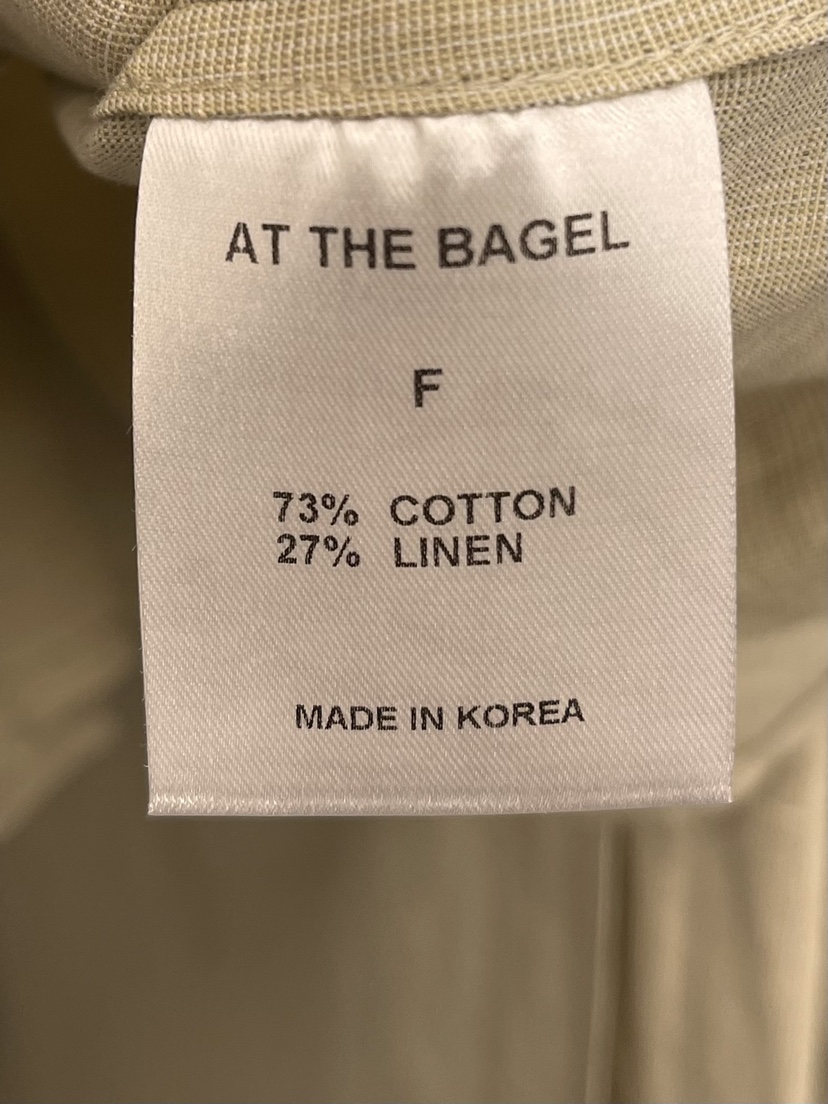 AT THE BAGEL
F
73% COTTON
27% LINEN
MADE IN KOREA